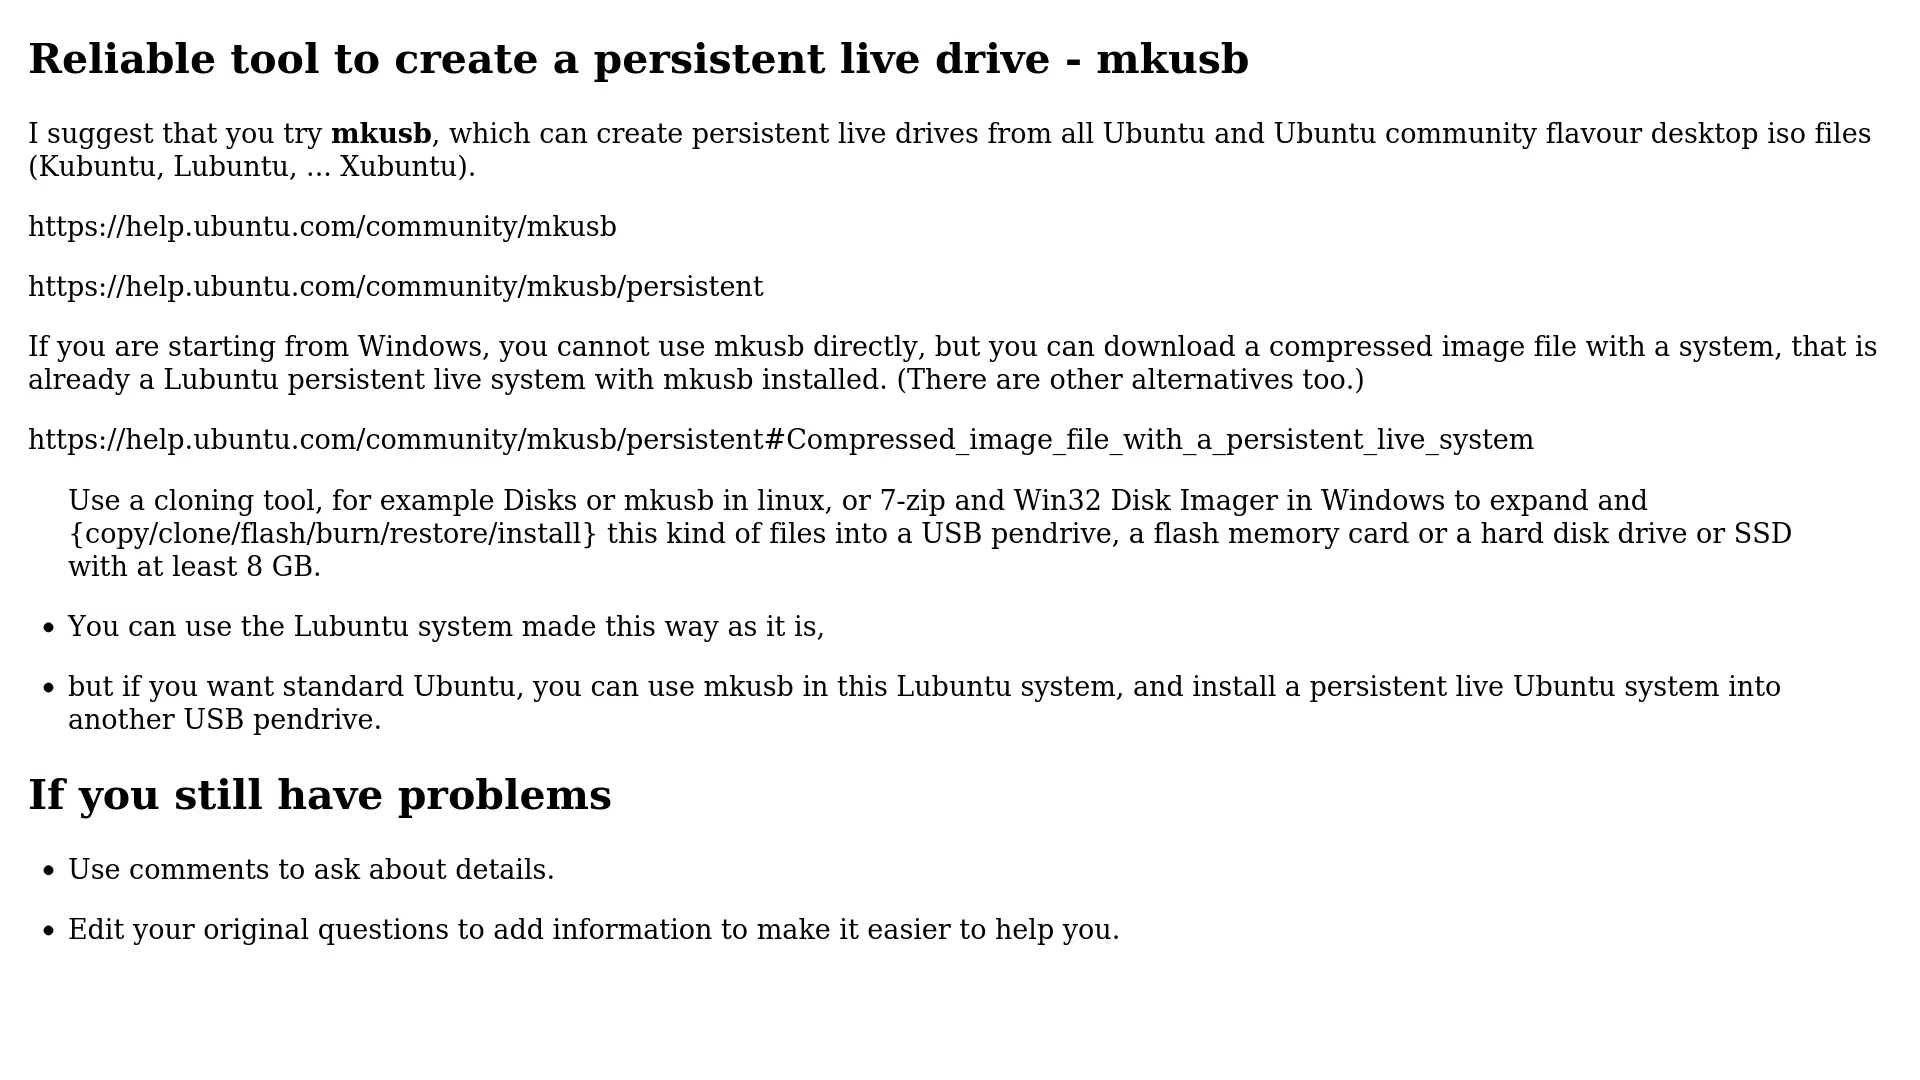 Reliable tool to create a persistent live drive - mkusb
I suggest that you try mkusb, which can create persistent live drives from all Ubuntu and Ubuntu community flavour desktop iso files
(Kubuntu, Lubuntu, ... Xubuntu).
https://help.ubuntu.com/community/mkusb
https://help.ubuntu.com/community/mkusb/persistent
If you are starting from Windows, you cannot use mkusb directly, but you can download a compressed image file with a system, that is
already a Lubuntu persistent live system with mkusb installed. (There are other alternatives too.)
https://help.ubuntu.com/community/mkusb/persistent#Compressed_image_file_with_a_persistent_live_system
Use a cloning tool, for example Disks or mkusb in linux, or 7-zip and Win32 Disk Imager in Windows to expand and
{copy/clone/flash/burn/restore/install} this kind of files into a USB pendrive, a flash memory card or a hard disk drive or SSD
with at least 8 GB.
• You can use the Lubuntu system made this way as it is,
• but if you want standard Ubuntu, you can use mkusb in this Lubuntu system, and install a persistent live Ubuntu system into
another USB pendrive.
If you still have problems
• Use comments to ask about details.
• Edit your original questions to add information to make it easier to help you.